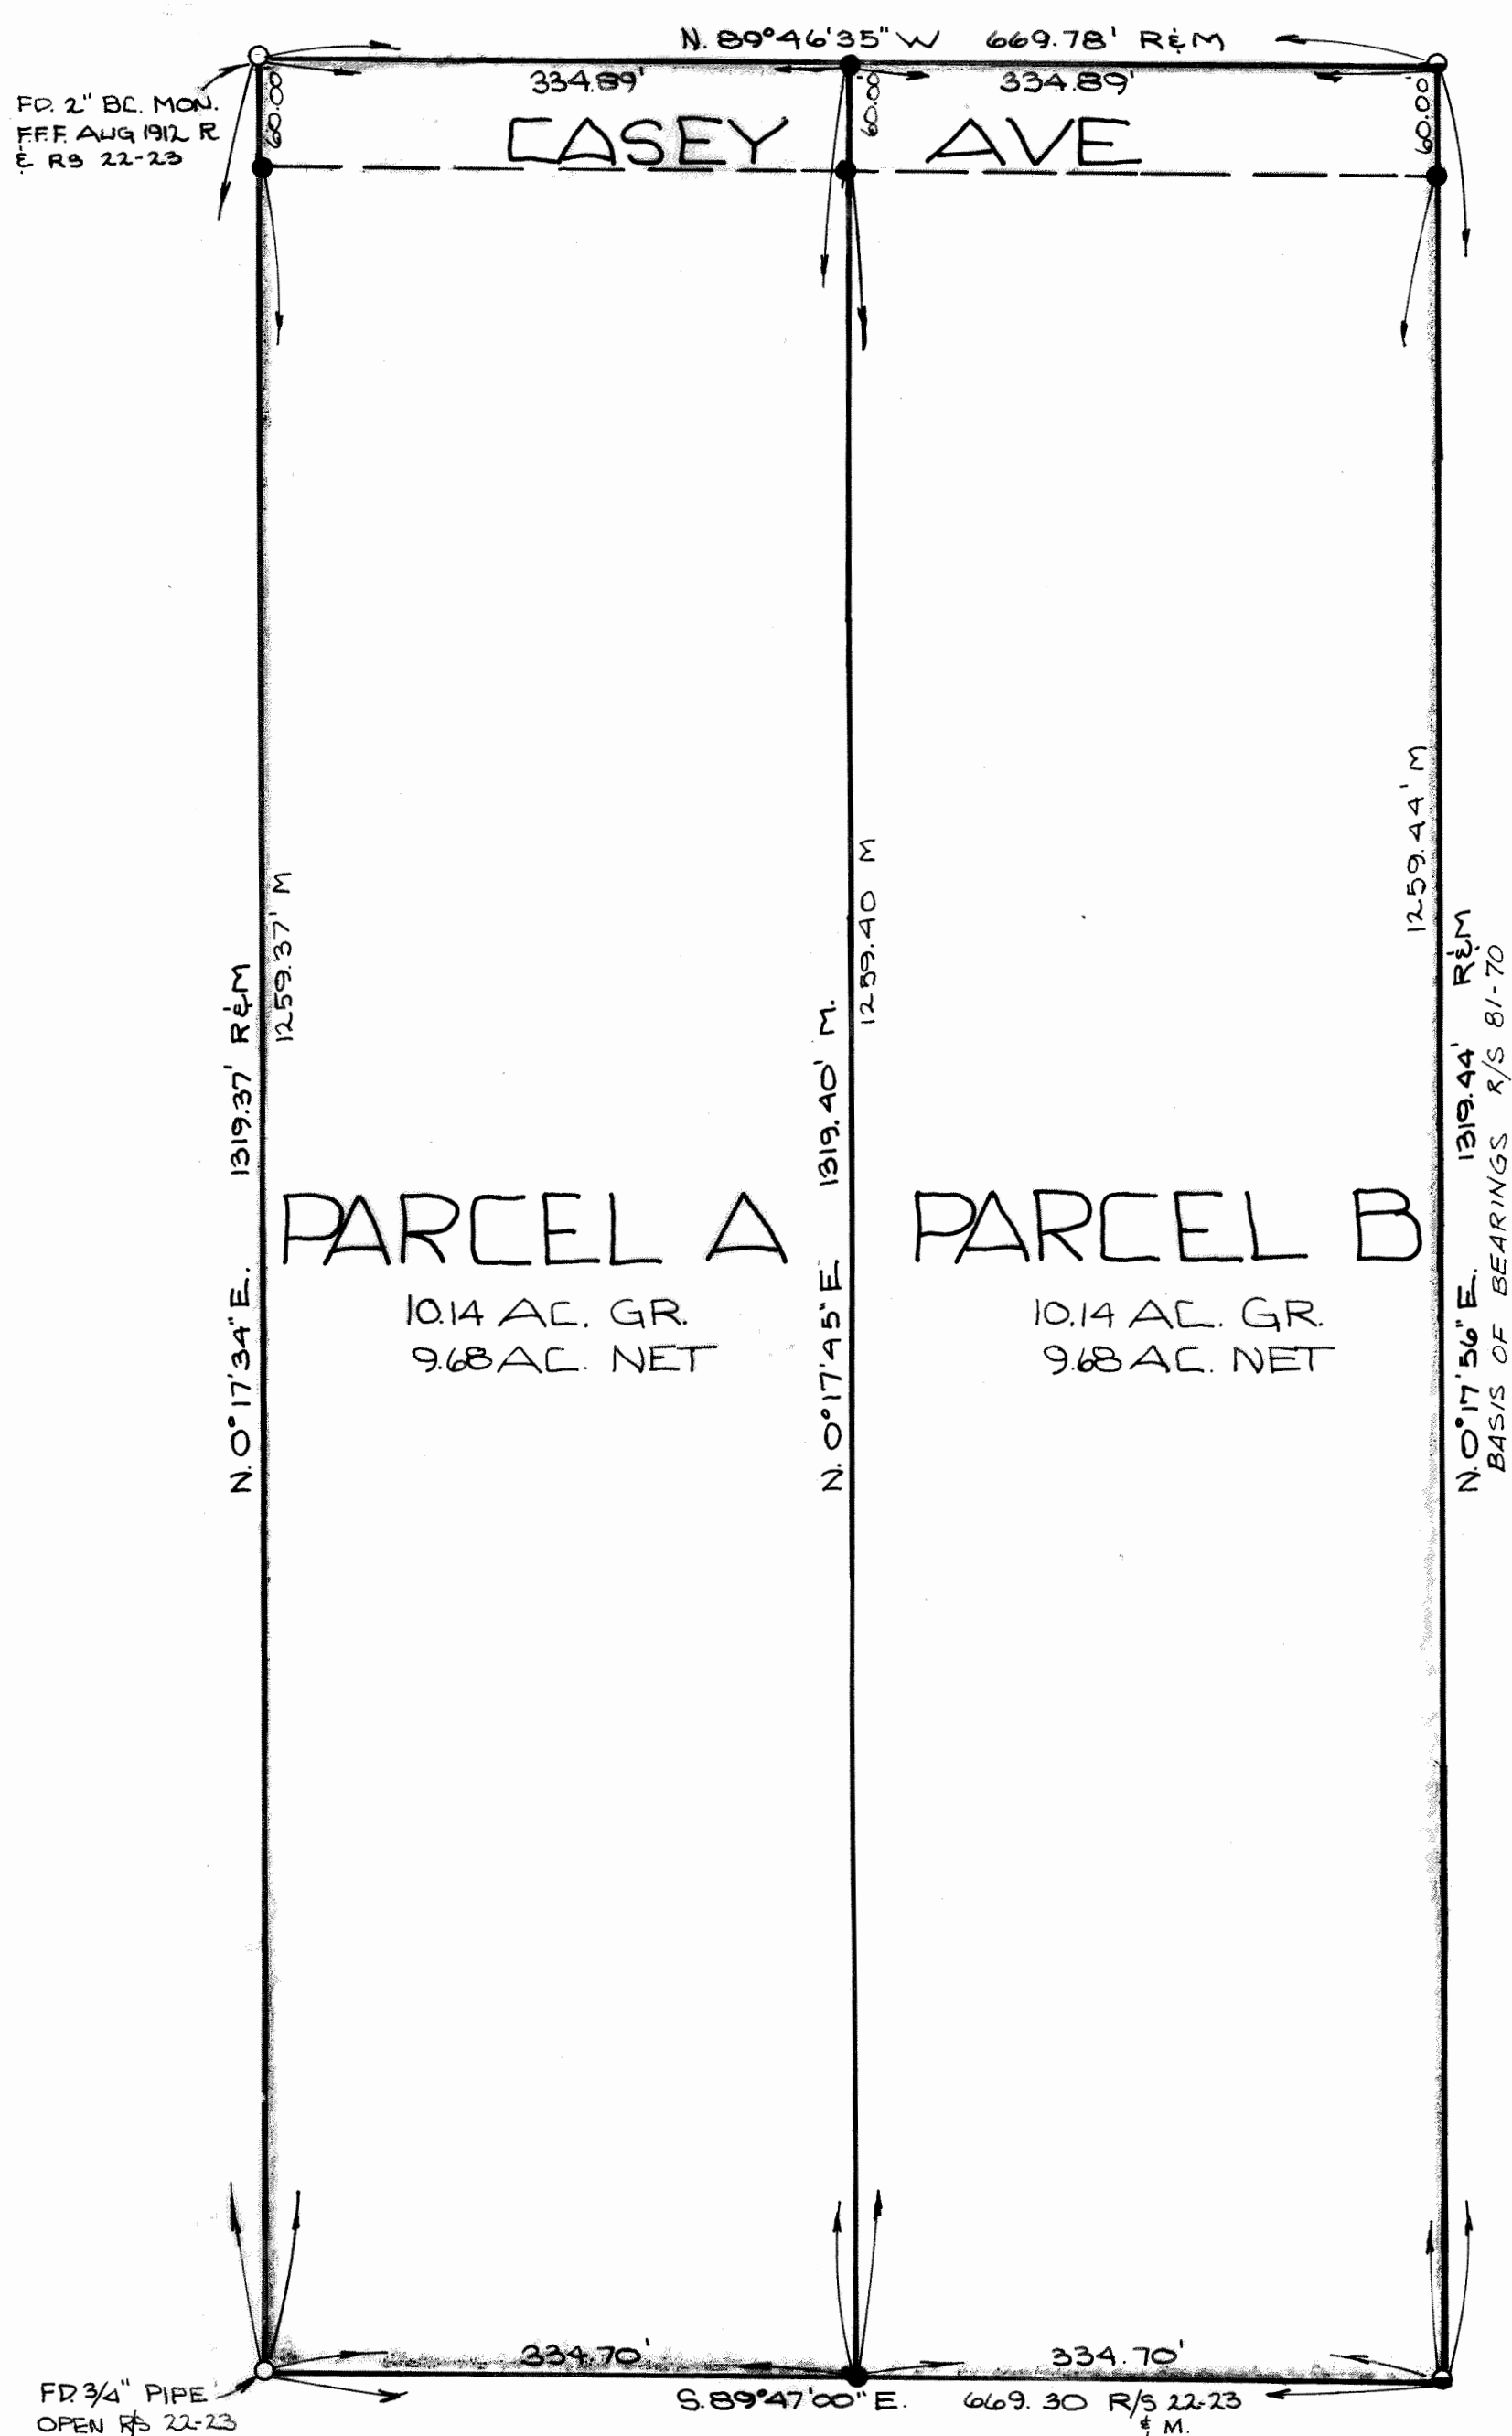 N. 89°46'35" W 669.78' R&M
334.89'
334.89'
FD. 2" BC. MON.
F.F.F. AUG 1912 R
& RS 22-23
60.00'
60.00'
60.00'
CASEY AVE
1259.37' M
1259.40 M
1259.44' M
N. 0°17'34" E. 1319.37' R&M
N. 0°17'45" E 1319.40' M.
N. 0°17'56" E. 1319.44' R&M
BASIS OF BEARINGS R/S 81-70
PARCEL A
10.14 AC. GR.
9.68 AC. NET
PARCEL B
10.14 AC. GR.
9.68 AC. NET
334.70'
334.70'
FD. 3/4" PIPE
OPEN R/S 22-23
S. 89°47'00" E. 669.30 R/S 22-23
& M.